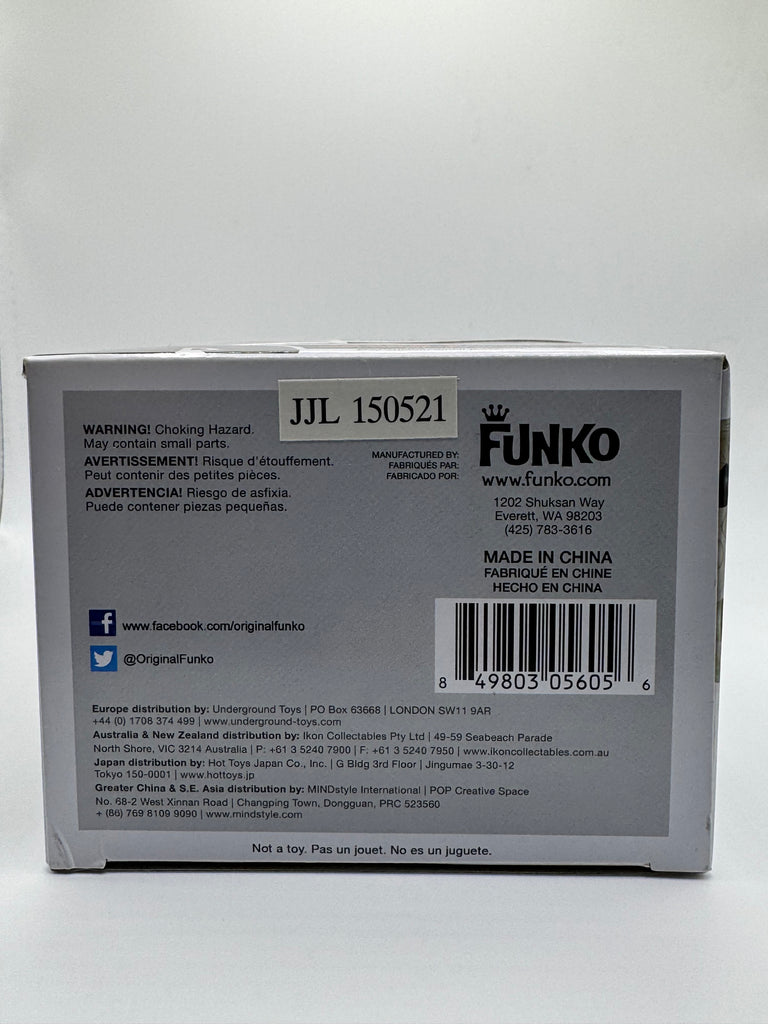 JJL 150521
WARNING! Choking Hazard.
May contain small parts.
AVERTISSEMENT! Risque d'étouffement.
Peut contenir des petites pièces.
ADVERTENCIA! Riesgo de asfixia.
Puede contener piezas pequeñas.
MANUFACTURED BY:
FABRIQUÉS PAR:
FABRICADO POR:
FUNKO
www.funko.com
1202 Shuksan Way
Everett, WA 98203
(425) 783-3616
MADE IN CHINA
FABRIQUÉ EN CHINE
HECHO EN CHINA
f www.facebook.com/originalfunko
@OriginalFunko
8 49803 05605 6
Europe distribution by: Underground Toys | PO Box 63668 | LONDON SW11 9AR
+44 (0) 1708 374 499 | www.underground-toys.com
Australia & New Zealand distribution by: Ikon Collectables Pty Ltd | 49-59 Seabeach Parade
North Shore, VIC 3214 Australia | P: +61 3 5240 7900 | F: +61 3 5240 7950 | www.ikoncollectables.com.au
Japan distribution by: Hot Toys Japan Co., Inc. | G Bldg 3rd Floor | Jingumae 3-30-12
Tokyo 150-0001 | www.hottoys.jp
Greater China & S.E. Asia distribution by: MINDstyle International | POP Creative Space
No. 68-2 West Xinnan Road | Changping Town, Dongguan, PRC 523560
+ (86) 769 8109 9090 | www.mindstyle.com
Not a toy. Pas un jouet. No es un juguete.